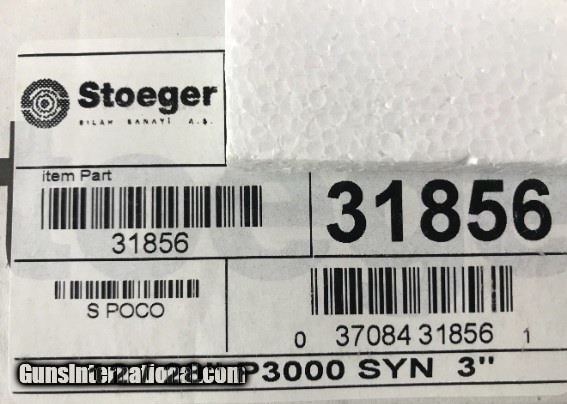 Stoeger
SILAH SANAYİ A.Ş.
item Part
31856
31856
S POCO
0 37084 31856 1
P3000 SYN 3"
GunsInternational.com